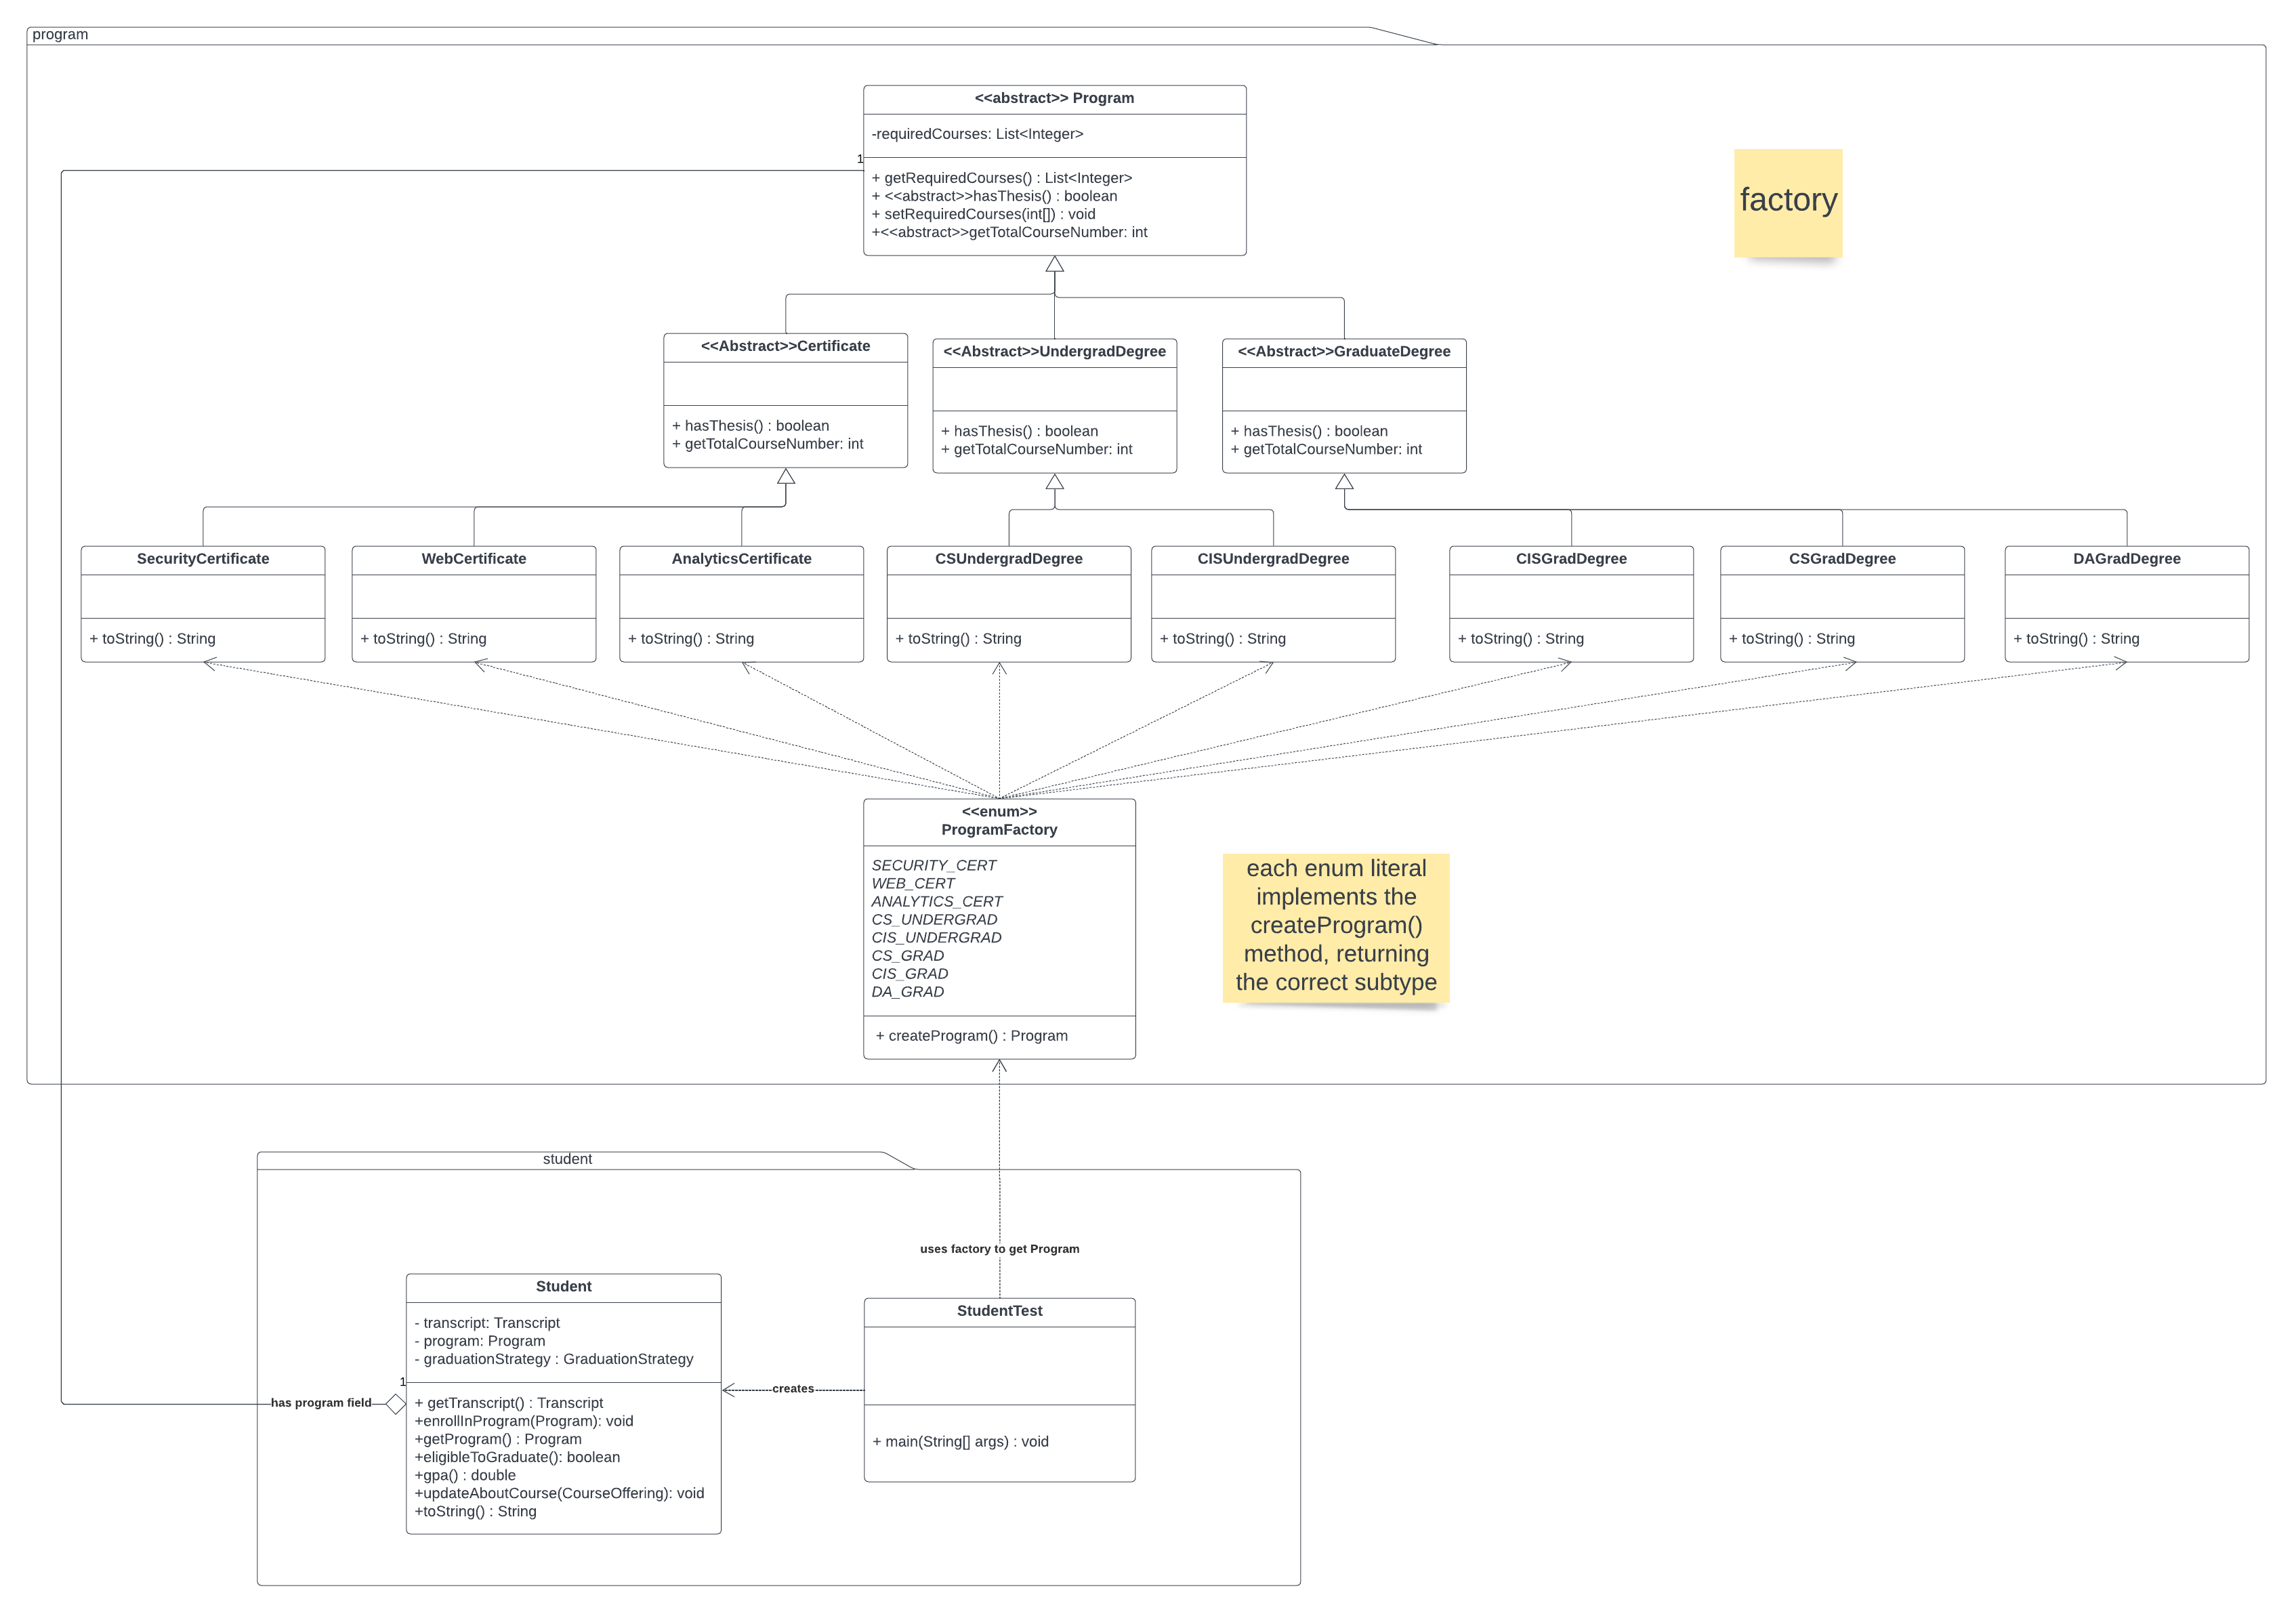 program
<<abstract>> Program
-requiredCourses: List<Integer>
1
+ getRequiredCourses() : List<Integer>
+ <<abstract>>hasThesis() : boolean
+ setRequiredCourses(int[]) : void
+<<abstract>>getTotalCourseNumber: int
factory
<<Abstract>>Certificate
+ hasThesis() : boolean
+ getTotalCourseNumber: int
<<Abstract>>UndergradDegree
+ hasThesis() : boolean
+ getTotalCourseNumber: int
<<Abstract>>GraduateDegree
+ hasThesis() : boolean
+ getTotalCourseNumber: int
SecurityCertificate
+ toString() : String
WebCertificate
+ toString() : String
AnalyticsCertificate
+ toString() : String
CSUndergradDegree
+ toString() : String
CISUndergradDegree
+ toString() : String
CISGradDegree
+ toString() : String
CSGradDegree
+ toString() : String
DAGradDegree
+ toString() : String
<<enum>>
ProgramFactory
SECURITY_CERT
WEB_CERT
ANALYTICS_CERT
CS_UNDERGRAD
CIS_UNDERGRAD
CS_GRAD
CIS_GRAD
DA_GRAD
+ createProgram() : Program
each enum literal
implements the
createProgram()
method, returning
the correct subtype
student
uses factory to get Program
Student
- transcript: Transcript
- program: Program
- graduationStrategy : GraduationStrategy
1
has program field
+ getTranscript() : Transcript
+enrollInProgram(Program): void
+getProgram() : Program
+eligibleToGraduate(): boolean
+gpa() : double
+updateAboutCourse(CourseOffering): void
+toString() : String
creates
StudentTest
+ main(String[] args) : void